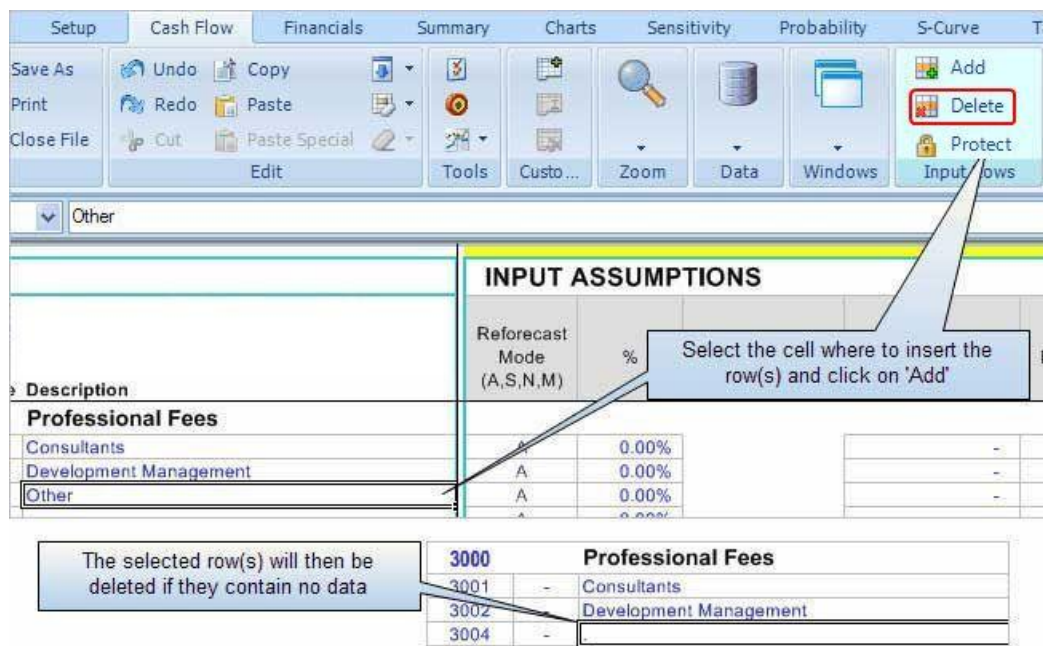 Setup Cash Flow Financials Summary Charts Sensitivity Probability S-Curve T
Save As Undo Copy Add
Print Redo Paste Delete
Close File Cut Paste Special Protect
Edit Tools Custo... Zoom Data Windows Input ows
Other
INPUT ASSUMPTIONS
Reforecast
Mode %
(A,S,N,M)
Select the cell where to insert the
row(s) and click on 'Add'
e Description
Professional Fees
Consultants A 0.00% -
Development Management A 0.00% -
Other A 0.00% -
The selected row(s) will then be
deleted if they contain no data
3000 Professional Fees
3001 - Consultants
3002 - Development Management
3004 - .